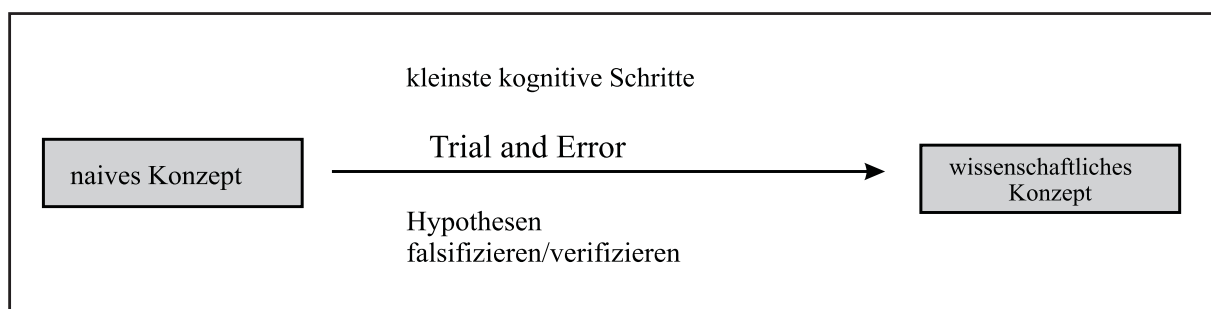 kleinste kognitive Schritte
Trial and Error
naives Konzept
wissenschaftliches
Konzept
Hypothesen
falsifizieren/verifizieren